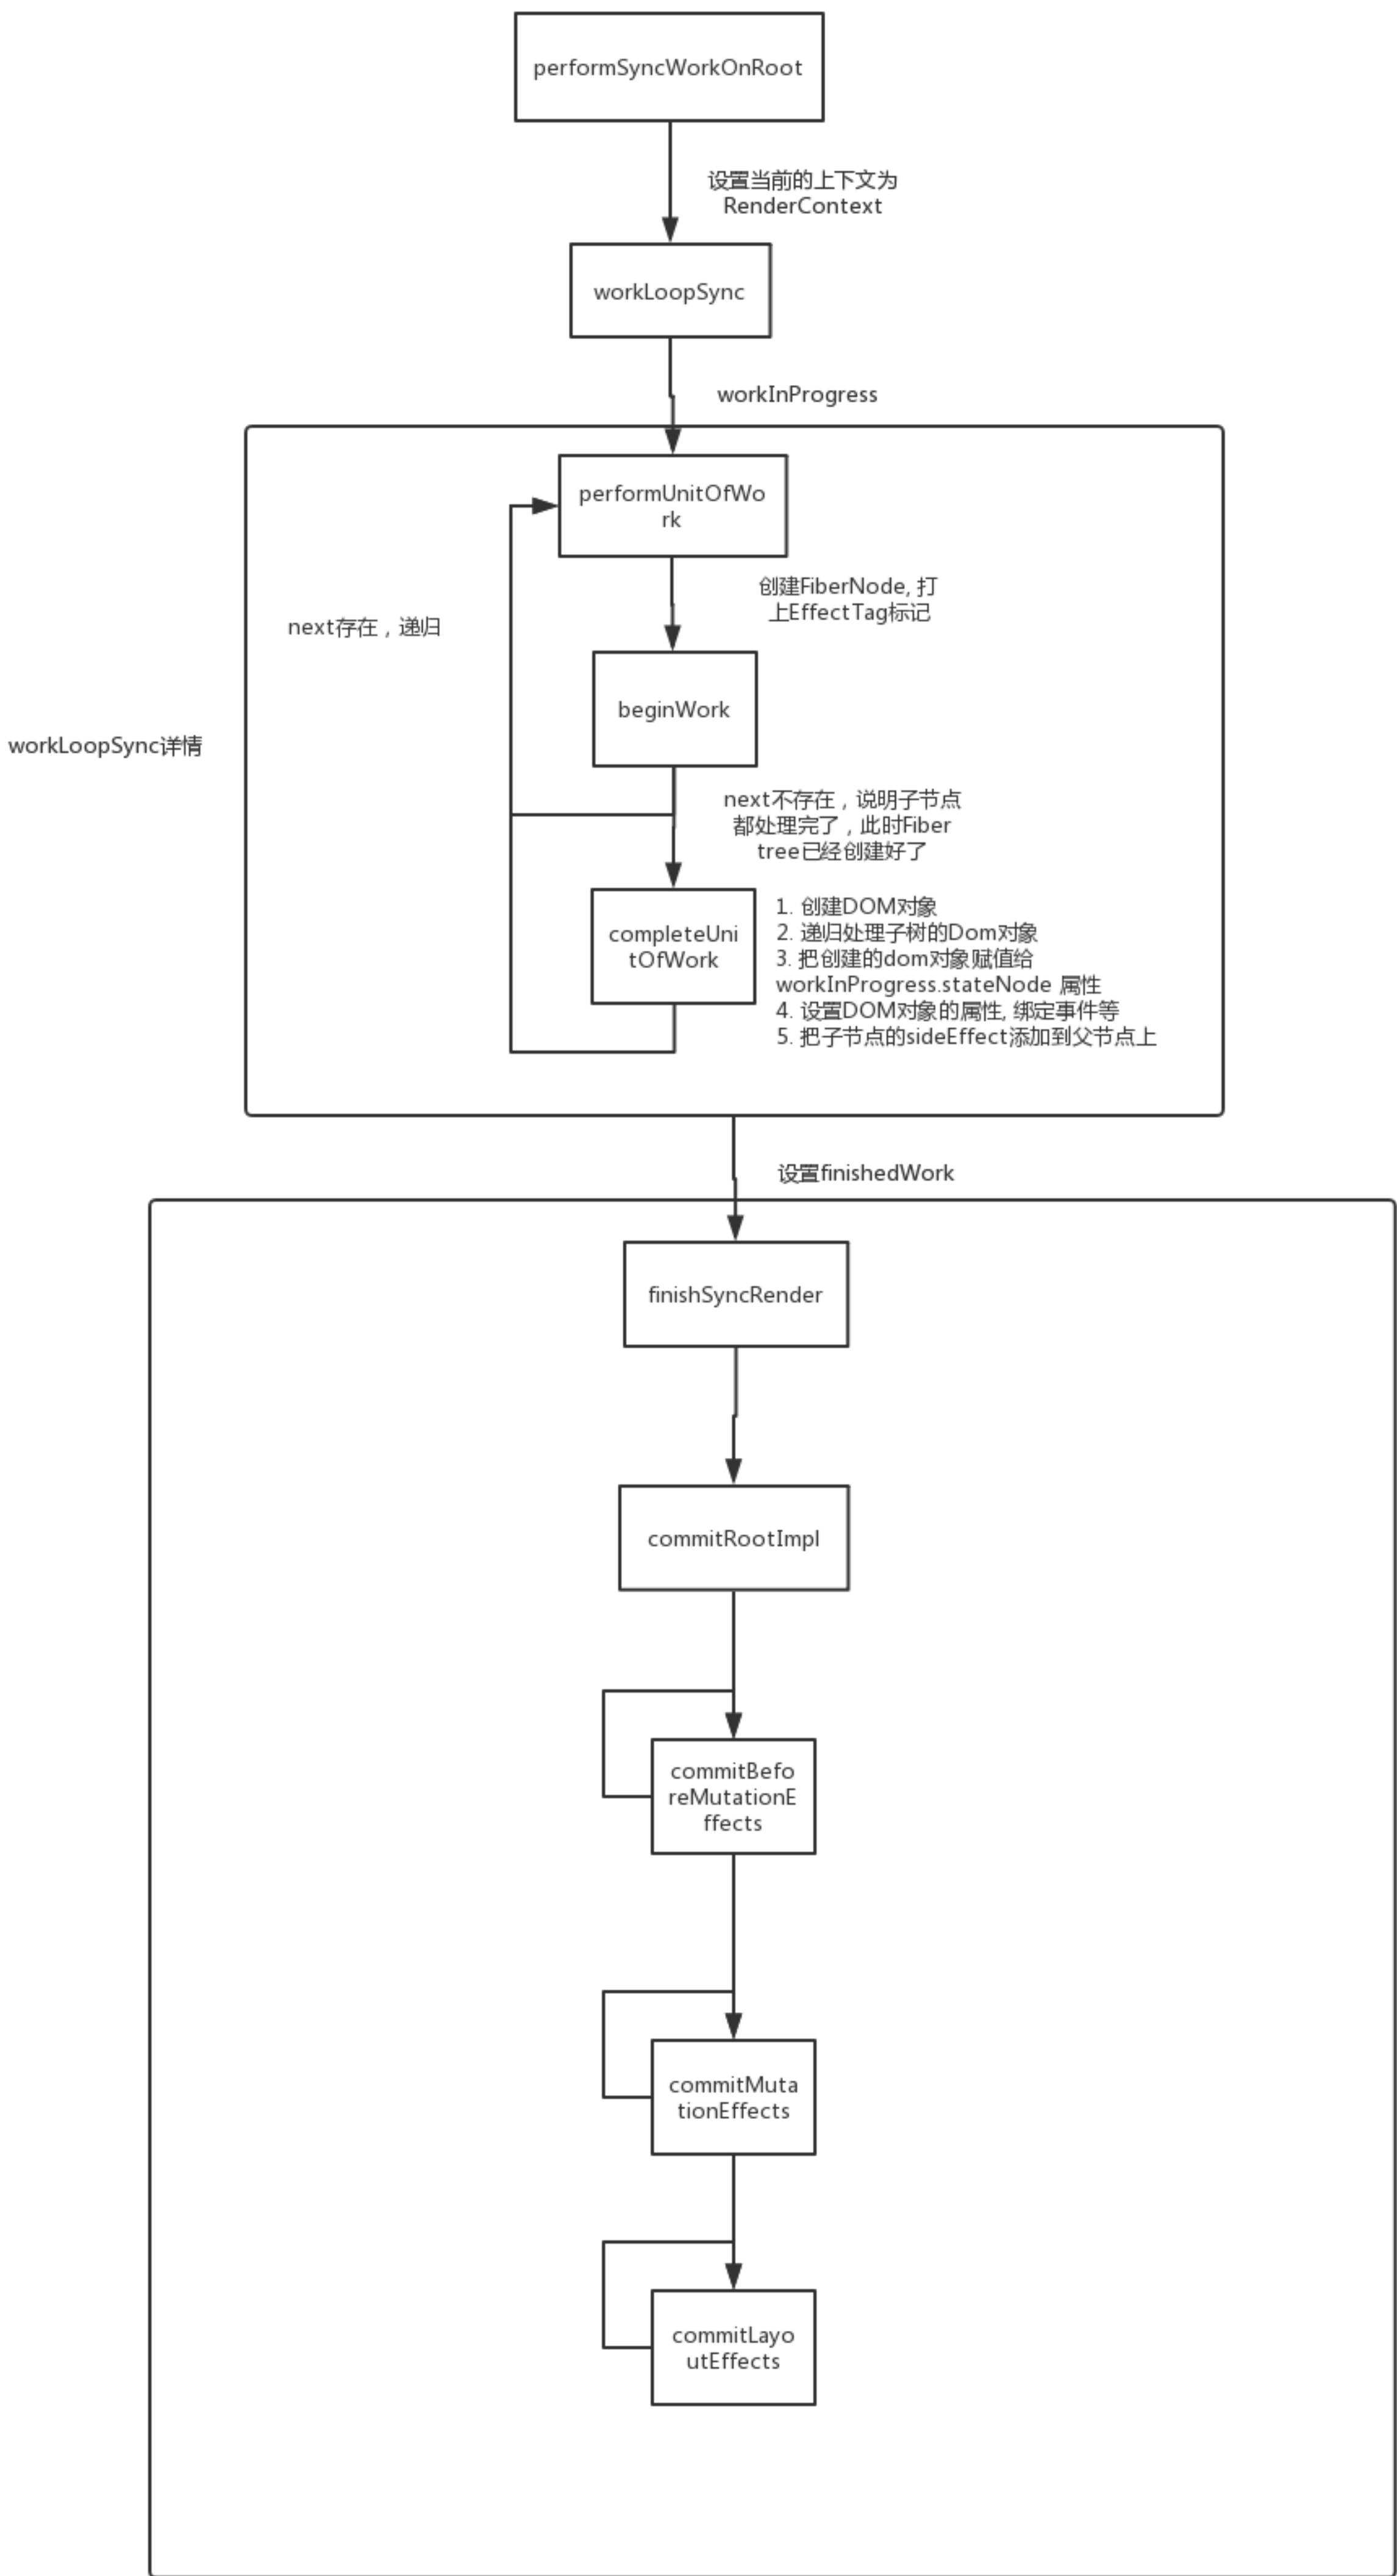 performSyncWorkOnRoot
设置当前的上下文为
RenderContext
workLoopSync
workInProgress
performUnitOfWo
rk
创建FiberNode, 打
上EffectTag标记
next存在，递归
beginWork
workLoopSync详情
next不存在，说明子节点
都处理完了，此时Fiber
tree已经创建好了
completeUni
tOfWork
1. 创建DOM对象
2. 递归处理子树的Dom对象
3. 把创建的dom对象赋值给
workInProgress.stateNode 属性
4. 设置DOM对象的属性, 绑定事件等
5. 把子节点的sideEffect添加到父节点上
设置finishedWork
finishSyncRender
commitRootImpl
commitBefo
reMutationE
ffects
commitMuta
tionEffects
commitLayo
utEffects